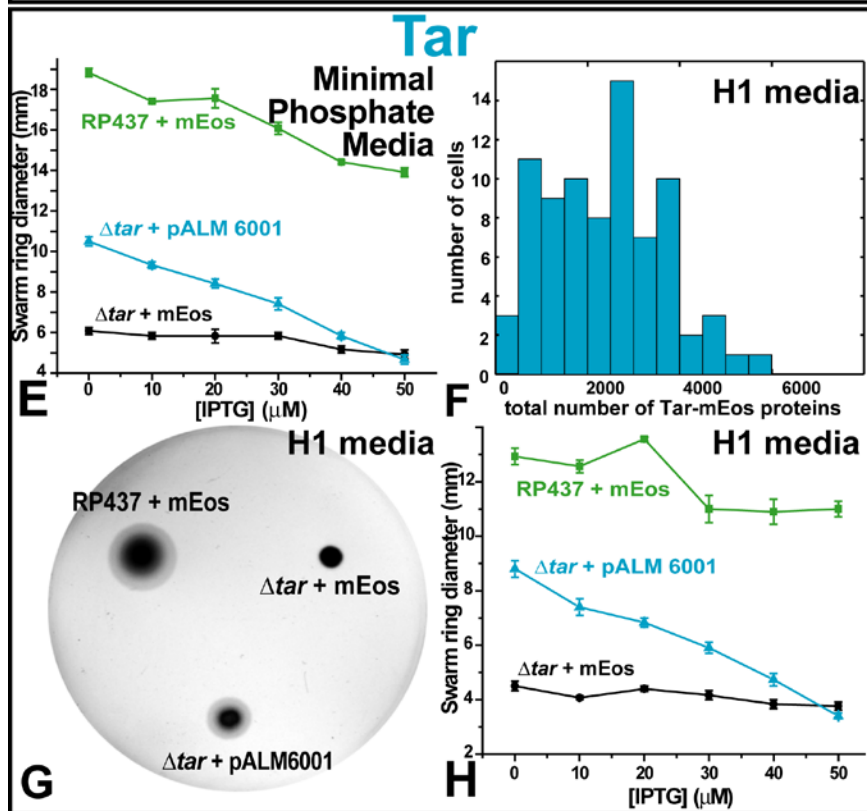 Tar
Minimal
Phosphate
Media
18
16
14
12
10
8
6
4
Swarm ring diameter (mm)
RP437 + mEos
Δtar + pALM 6001
Δtar + mEos
0 10 20 30 40 50
[IPTG] (μM)
E
H1 media
14
12
10
8
6
4
2
0
number of cells
0 2000 4000 6000
total number of Tar-mEos proteins
F
H1 media
RP437 + mEos
Δtar + mEos
Δtar + pALM6001
G
H1 media
12
10
8
6
4
2
Swarm ring diameter (mm)
RP437 + mEos
Δtar + pALM 6001
Δtar + mEos
0 10 20 30 40 50
[IPTG] (μM)
H